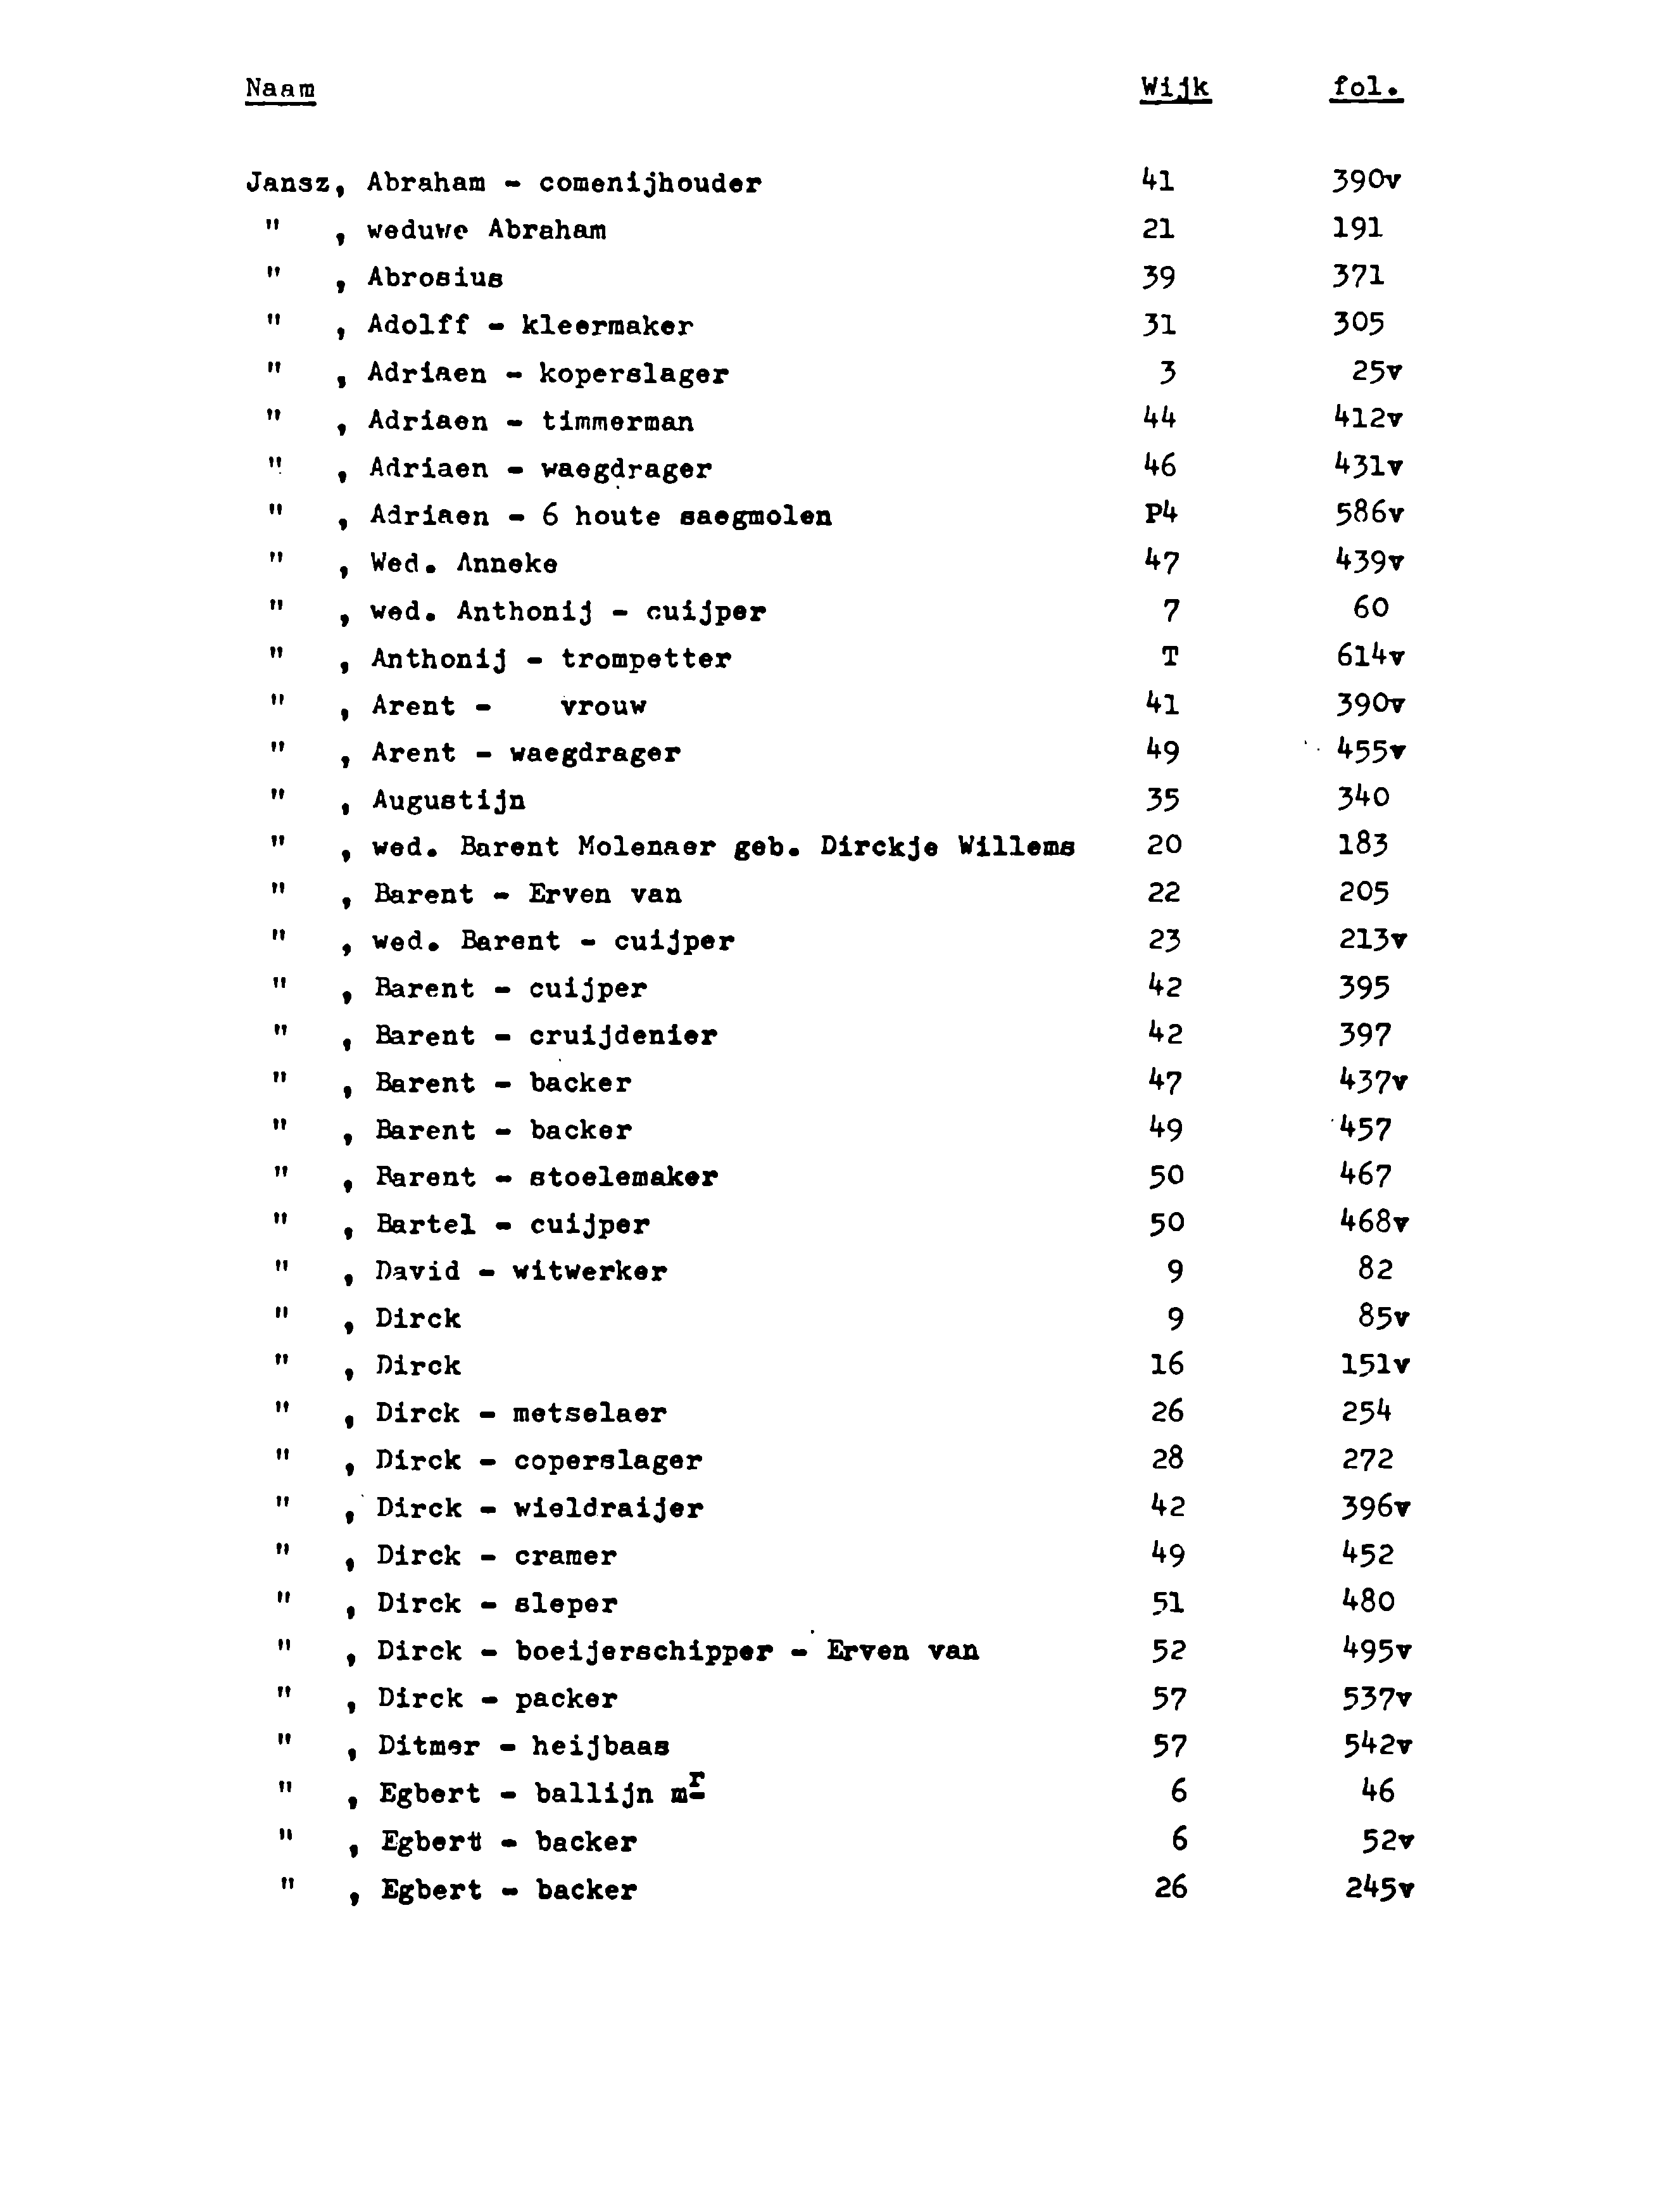 Naam Wijk fol.
Jansz, Abraham - comenijhouder 41 390v
" , weduwe Abraham 21 191
" , Abrosius 39 371
" , Adolff - kleermaker 31 305
" , Adriaen - koperslager 3 25v
" , Adriaen - timmerman 44 412v
" , Adriaen - waegdrager 46 431v
" , Adriaen - 6 houte saegmolen P4 586v
" , Wed. Anneke 47 439v
" , wed. Anthonij - cuijper 7 60
" , Anthonij - trompetter T 614v
" , Arent - vrouw 41 390v
" , Arent - waegdrager 49 455v
" , Augustijn 35 340
" , wed. Barent Molenaer geb. Dirckje Willems 20 183
" , Barent - Erven van 22 205
" , wed. Barent - cuijper 23 213v
" , Barent - cuijper 42 395
" , Barent - cruijdenier 42 397
" , Barent - backer 47 437v
" , Barent - backer 49 457
" , Barent - stoelemaker 50 467
" , Bartel - cuijper 50 468v
" , David - witwerker 9 82
" , Dirck 9 85v
" , Dirck 16 151v
" , Dirck - metselaer 26 254
" , Dirck - coperslager 28 272
" , Dirck - wieldraijer 42 396v
" , Dirck - cramer 49 452
" , Dirck - sleper 51 480
" , Dirck - boeijerschipper - Erven van 52 495v
" , Dirck - packer 57 537v
" , Ditmer - heijbaas 57 542v
" , Egbert - ballijn mr 6 46
" , Egbert - backer 6 52v
" , Egbert - backer 26 245v